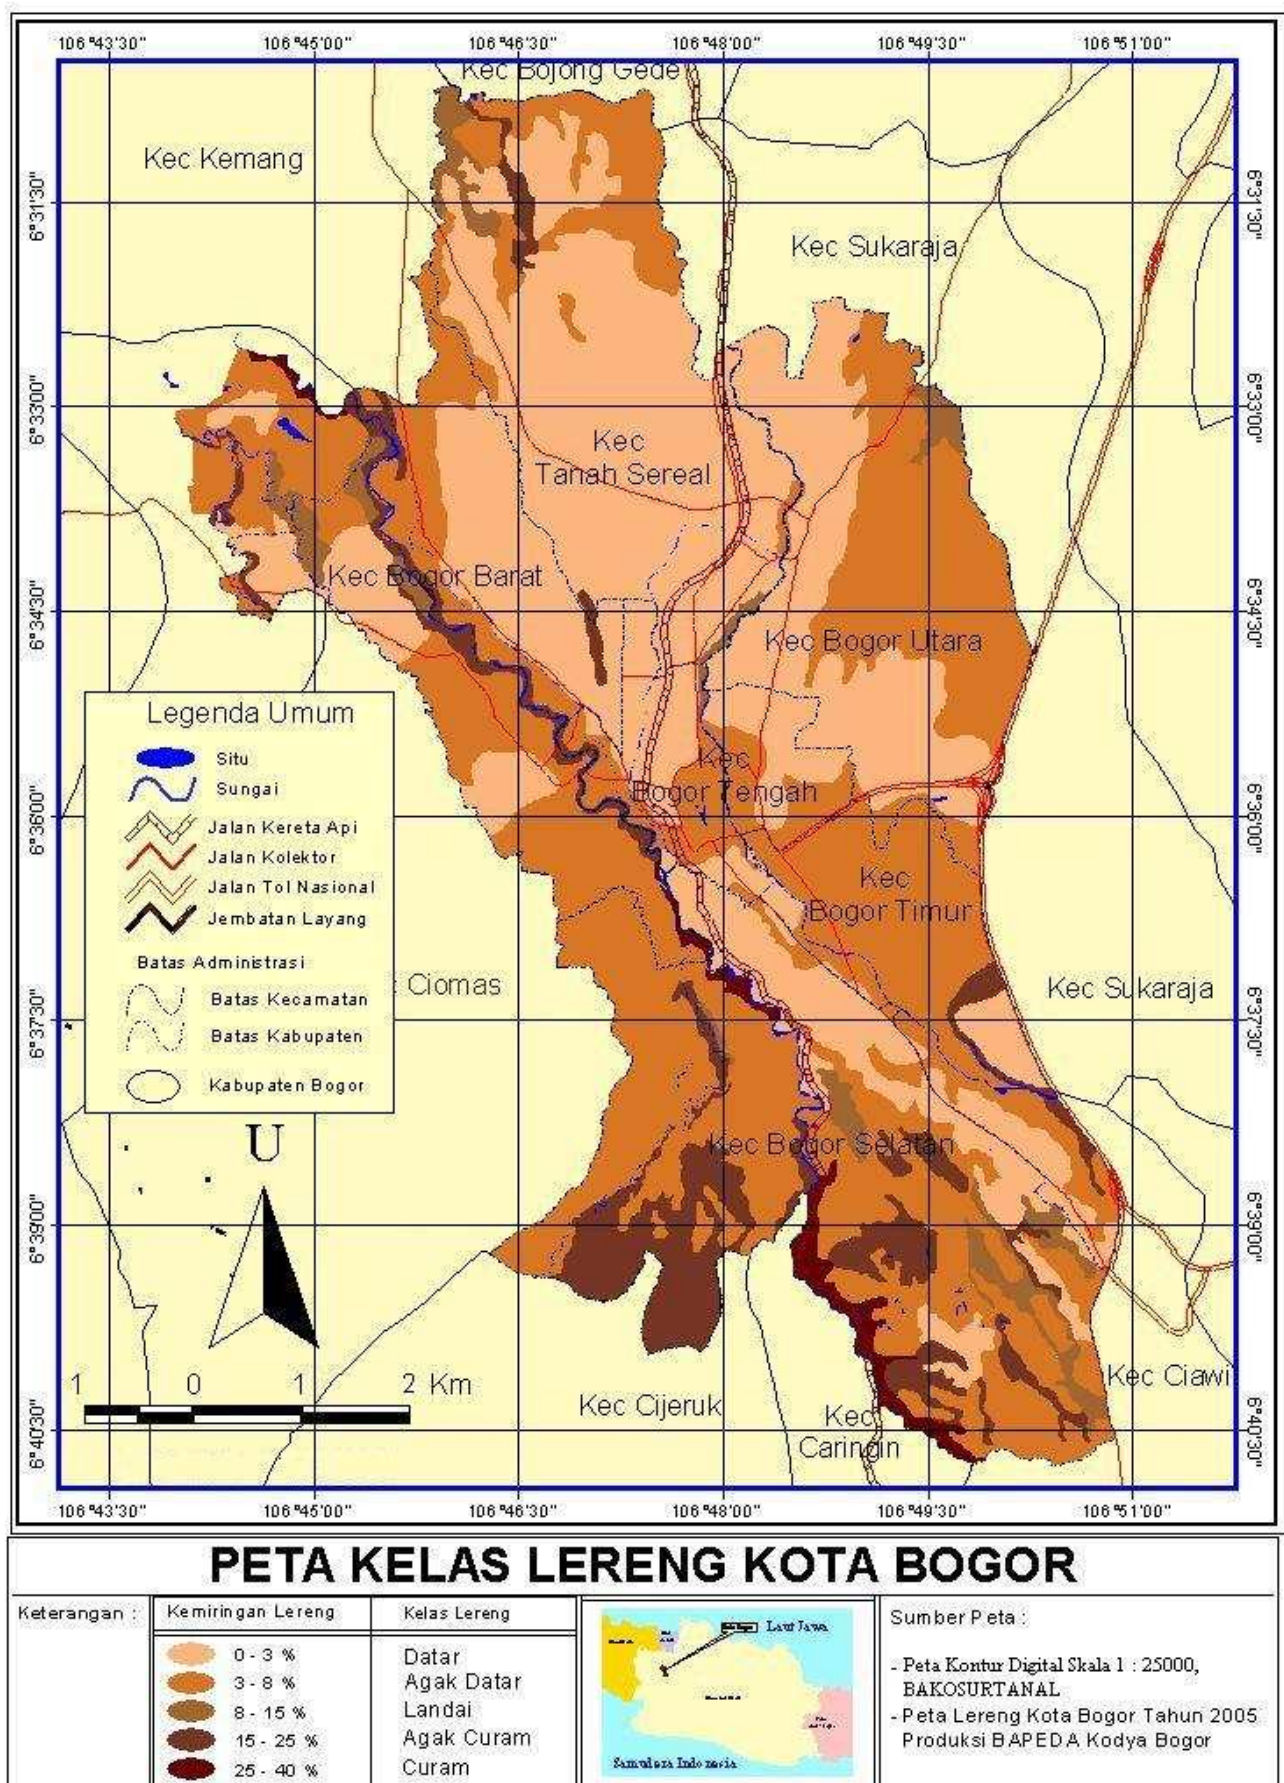 106°43'30" 106°45'00" 106°46'30" 106°48'00" 106°49'30" 106°51'00"
Kec Bojong Gede
Kec Kemang
6°31'30" 6°31'30"
Kec Sukaraja
6°33'00" 6°33'00"
Kec
Tanah Sereal
Kec Bogor Barat
6°34'30" 6°34'30"
Kec Bogor Utara
Legenda Umum
Situ
Sungai
Jalan Kereta Api
Jalan Kolektor
Jalan Tol Nasional
Jembatan Layang
Batas Administrasi
Batas Kecamatan
Batas Kabupaten
Kabupaten Bogor
Kec
Bogor Tengah
6°36'00" 6°36'00"
Kec
Bogor Timur
Ciomas
Kec Sukaraja
6°37'30" 6°37'30"
U
Kec Bogor Selatan
6°39'00" 6°39'00"
1 0 1 2 Km
Kec Cijeruk
Kec
Caringin
Kec Ciawi
6°40'30" 6°40'30"
106°43'30" 106°45'00" 106°46'30" 106°48'00" 106°49'30" 106°51'00"
PETA KELAS LERENG KOTA BOGOR
Keterangan :
Kemiringan Lereng Kelas Lereng
0 - 3 % Datar
3 - 8 % Agak Datar
8 - 15 % Landai
15 - 25 % Agak Curam
25 - 40 % Curam
Laut Jawa
Samudera Indonesia
Sumber Peta :
- Peta Kontur Digital Skala 1 : 25000,
BAKOSURTANAL
- Peta Lereng Kota Bogor Tahun 2005
Produksi BAPEDA Kodya Bogor